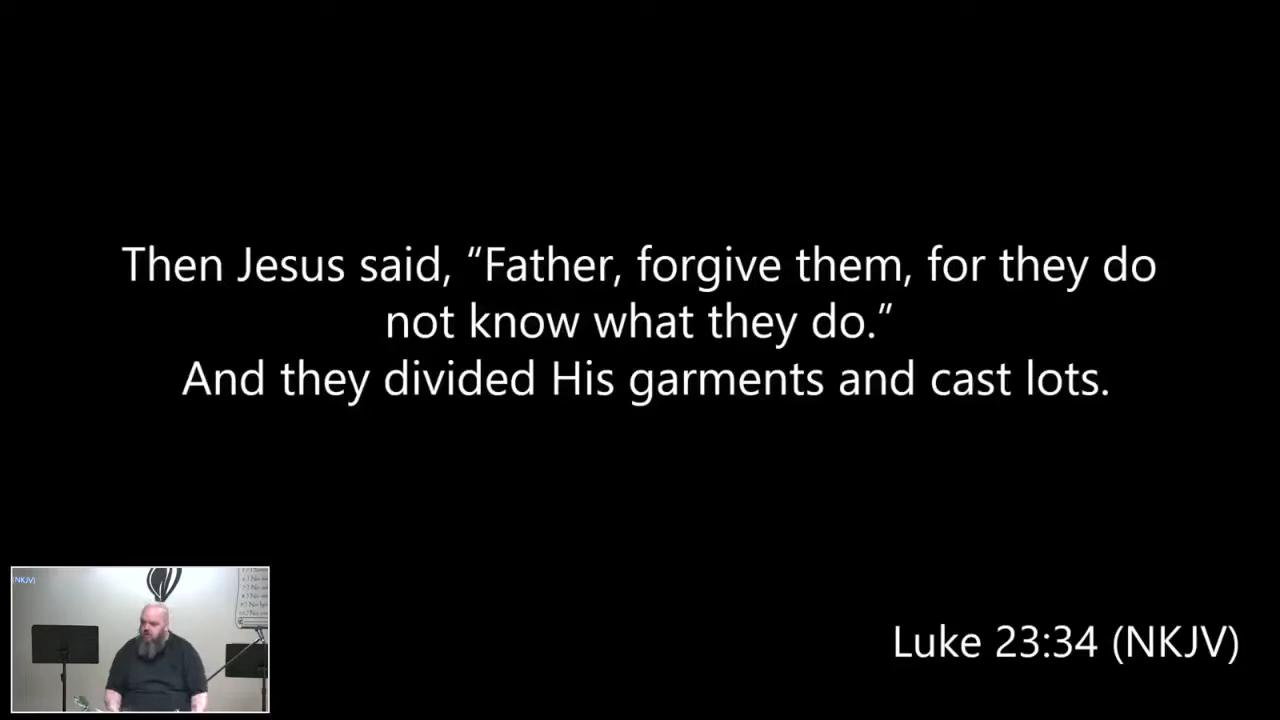 Then Jesus said, “Father, forgive them, for they do
not know what they do.”
And they divided His garments and cast lots.
Luke 23:34 (NKJV)
(NKJV)